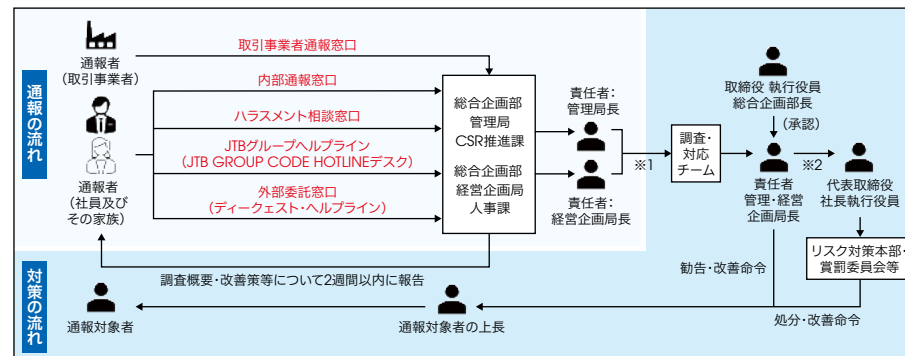 通報の流れ
通報者
(取引事業者)
通報者
(社員及び
その家族)
取引事業者通報窓口
内部通報窓口
ハラスメント相談窓口
JTBグループヘルプライン
(JTB GROUP CODE HOTLINEデスク)
外部委託窓口
(ディークエスト・ヘルプライン)
総合企画部
管理局
CSR推進課
総合企画部
経営企画局
人事課
責任者：
管理局長
責任者：
経営企画局長
※1
調査・
対応
チーム
取締役 執行役員
総合企画部長
(承認)
責任者
管理・経営
企画局長
※2
代表取締役
社長執行役員
リスク対策本部・
賞罰委員会等
調査概要・改善策等について2週間以内に報告
勧告・改善命令
処分・改善命令
対策の流れ
通報対象者
通報対象者の上長